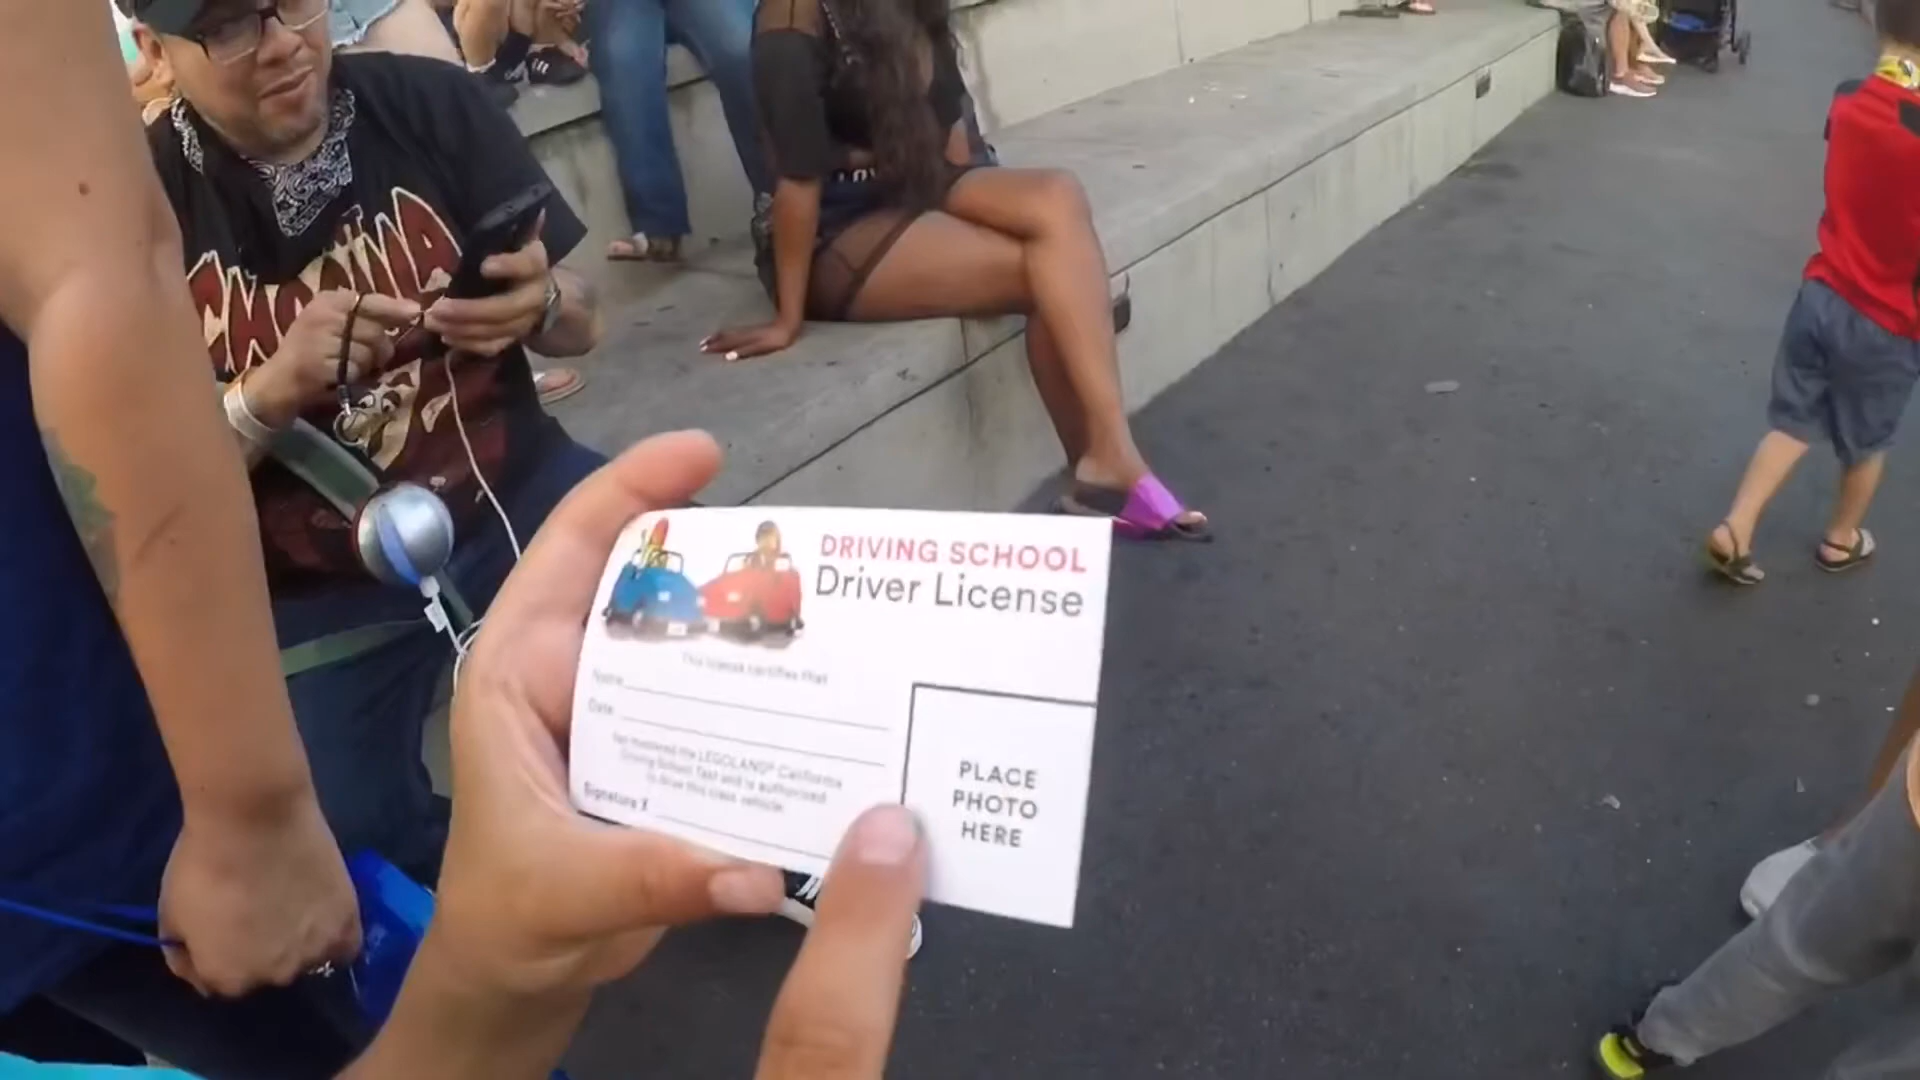 CHOCINA
DRIVING SCHOOL
Driver License
This license certifies that
Name
Date
has mastered the LEGOLAND® California
Driving School Test and is authorized
to drive this class vehicle.
Signature X
PLACE
PHOTO
HERE